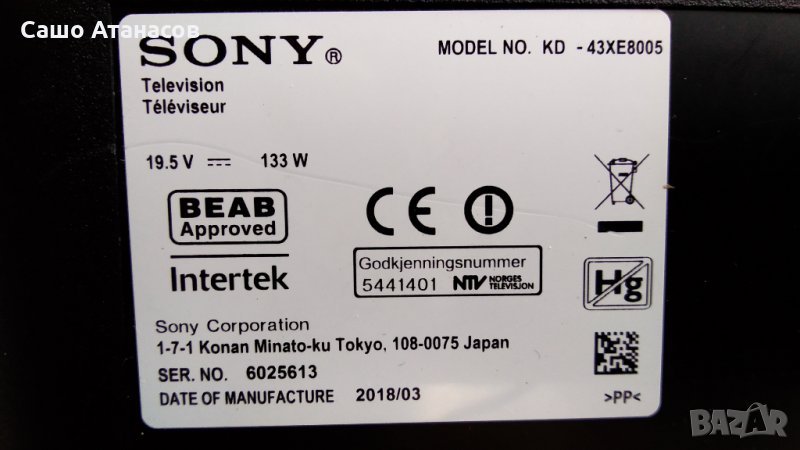 Сашо Атанасов
SONY®
MODEL NO. KD - 43XE8005
Television
Téléviseur
19.5 V 133 W
BEAB
Approved
Intertek
CE
Godkjenningsnummer
5441401 NTV NORGES TELEVISJON
Hg
Sony Corporation
1-7-1 Konan Minato-ku Tokyo, 108-0075 Japan
SER. NO. 6025613
DATE OF MANUFACTURE 2018/03
>PP<
BAZAR